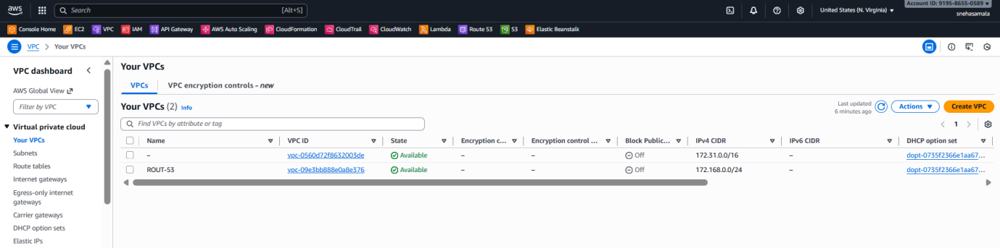 aws Search [Alt+S] United States (N. Virginia) Account ID: 9195-8655-0589
snehasamala
Console Home EC2 VPC IAM API Gateway AWS Auto Scaling CloudFormation CloudTrail CloudWatch Lambda Route 53 S3 Elastic Beanstalk
VPC > Your VPCs
VPC dashboard
AWS Global View
Filter by VPC
Virtual private cloud
Your VPCs
Subnets
Route tables
Internet gateways
Egress-only internet
gateways
Carrier gateways
DHCP option sets
Elastic IPs
Your VPCs
VPCs VPC encryption controls - new
Your VPCs (2) Info
Last updated
6 minutes ago
Actions Create VPC
Find VPCs by attribute or tag
1
Name VPC ID State Encryption c... Encryption control ... Block Public... IPv4 CIDR IPv6 CIDR DHCP option set
– vpc-0560d72f8632003de Available – – Off 172.31.0.0/16 – dopt-0735f2366e1aa67...
ROUT-53 vpc-09e3bb888e0a8e376 Available – – Off 172.168.0.0/24 – dopt-0735f2366e1aa67...